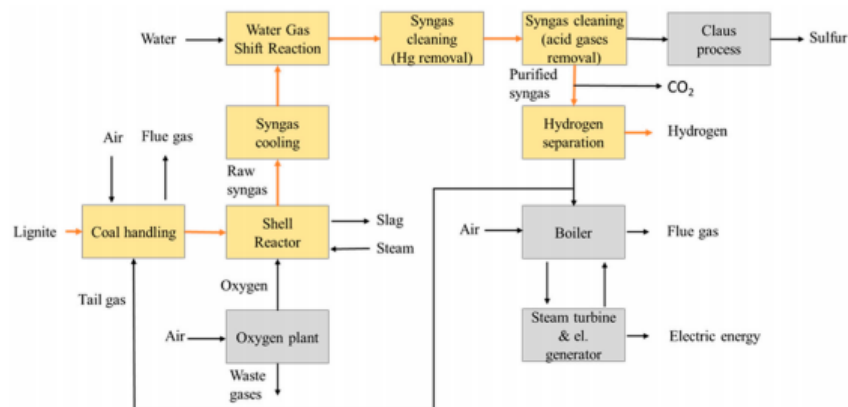 Water
Water Gas
Shift Reaction
Syngas
cleaning
(Hg removal)
Syngas cleaning
(acid gases
removal)
Claus
process
Sulfur
Purified
syngas
CO₂
Syngas
cooling
Hydrogen
separation
Hydrogen
Air
Flue gas
Raw
syngas
Lignite
Coal handling
Shell
Reactor
Slag
Steam
Air
Boiler
Flue gas
Tail gas
Oxygen
Air
Oxygen plant
Steam turbine
& el.
generator
Electric energy
Waste
gases